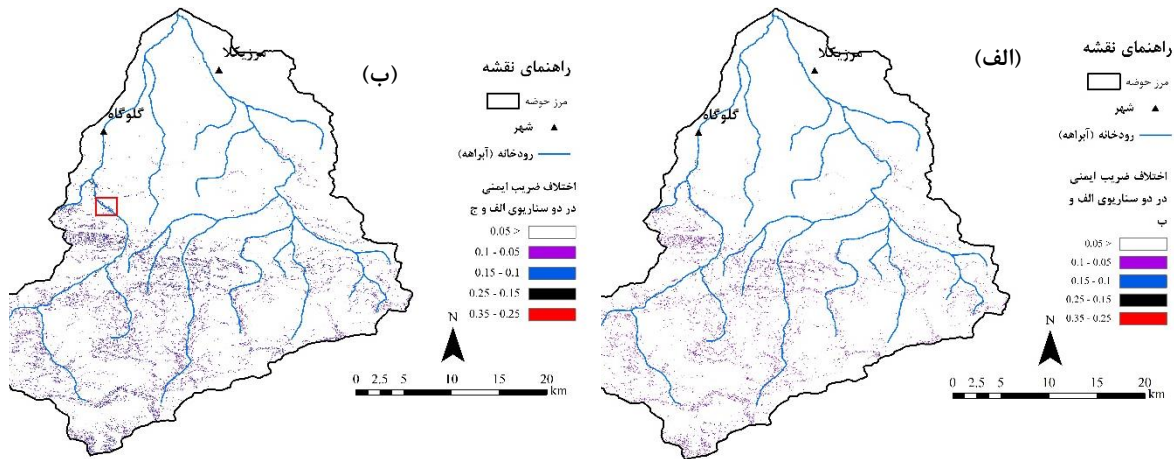 (الف)
مرزیکلا
گلوگاه
راهنمای نقشه
مرز حوضه
شهر
رودخانه (آبراهه)
اختلاف ضریب ایمنی
در دو سناریوی الف و
ب
0.05 >
0.1 - 0.05
0.15 - 0.1
0.25 - 0.15
0.35 - 0.25
N
0 2.5 5 10 15 20
km
(ب)
مرزیکلا
گلوگاه
راهنمای نقشه
مرز حوضه
شهر
رودخانه (آبراهه)
اختلاف ضریب ایمنی
در دو سناریوی الف و ج
0.05 >
0.1 - 0.05
0.15 - 0.1
0.25 - 0.15
0.35 - 0.25
N
0 2.5 5 10 15 20
km